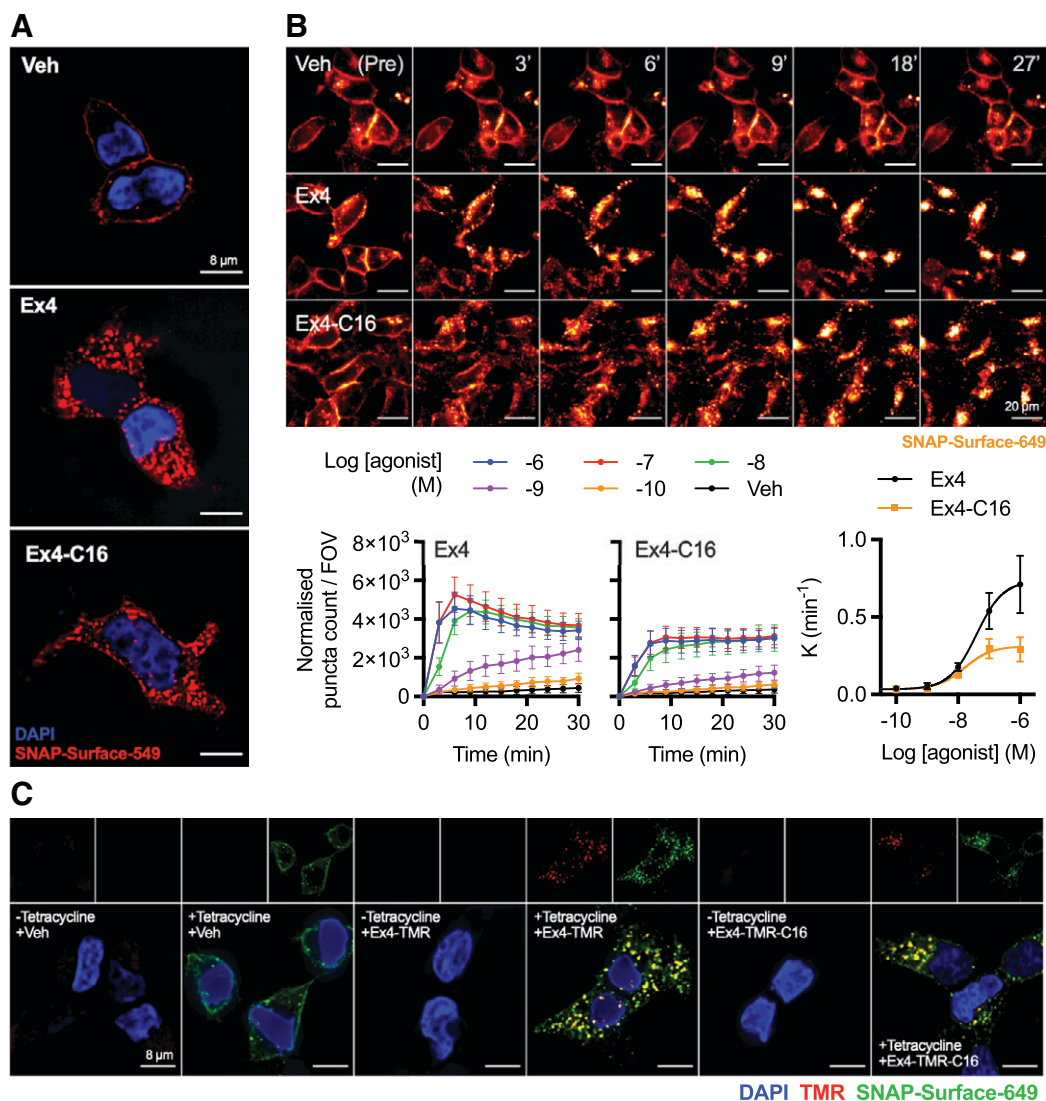 A
Veh
8 µm
Ex4
Ex4-C16
DAPI
SNAP-Surface-549
B
Veh (Pre) 3' 6' 9' 18' 27'
Ex4
Ex4-C16
20 µm
SNAP-Surface-649
Log [agonist] (M)
-6 -7 -8
-9 -10 Veh
Normalised puncta count / FOV
8×10³
6×10³
4×10³
2×10³
0
Ex4
0 10 20 30
Time (min)
Ex4-C16
0 10 20 30
Time (min)
Ex4
Ex4-C16
K (min⁻¹)
1.0
0.5
0.0
-10 -8 -6
Log [agonist] (M)
C
-Tetracycline
+Veh
8 µm
+Tetracycline
+Veh
-Tetracycline
+Ex4-TMR
+Tetracycline
+Ex4-TMR
-Tetracycline
+Ex4-TMR-C16
+Tetracycline
+Ex4-TMR-C16
DAPI TMR SNAP-Surface-649